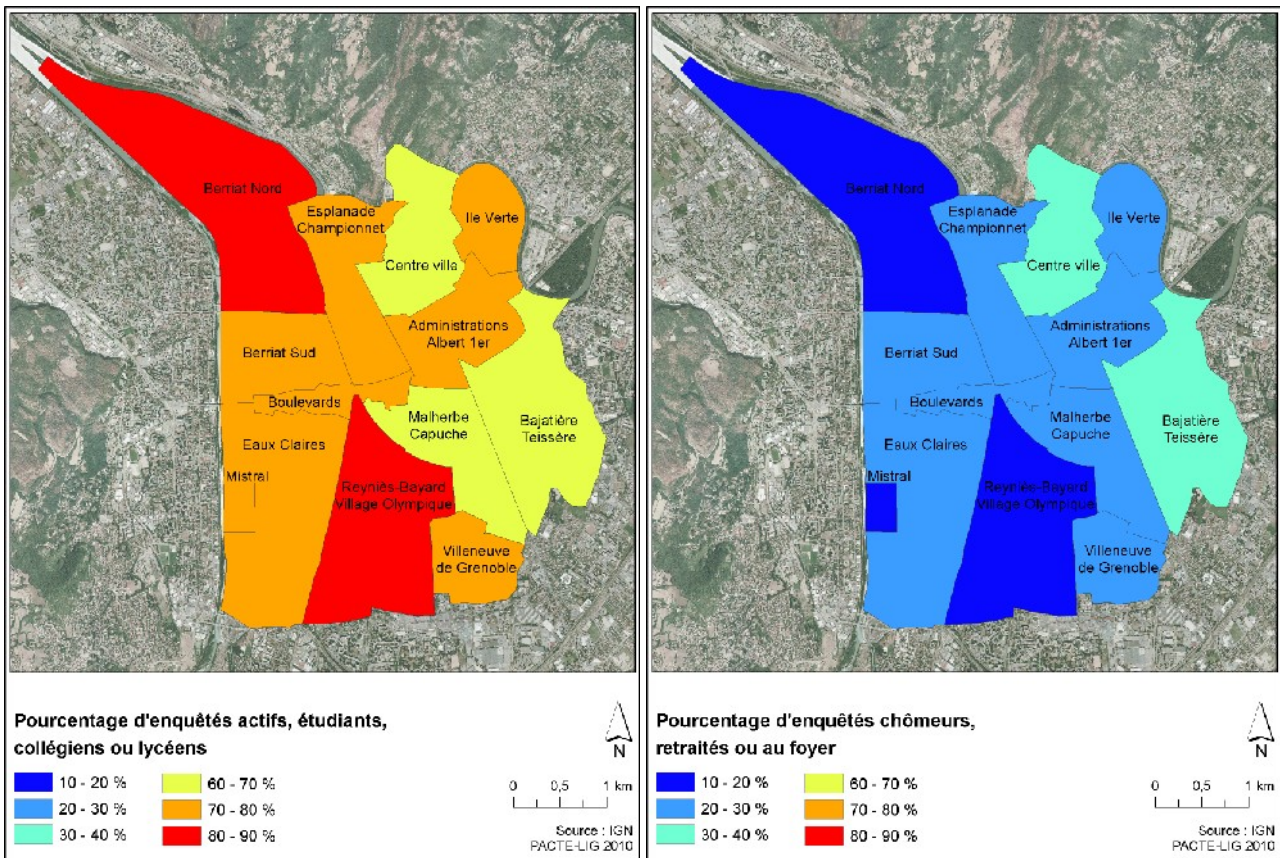 Berriat Nord
Esplanade
Championnet
Ile Verte
Centre ville
Administrations
Albert 1er
Berriat Sud
Boulevards
Malherbe
Capuche
Bajatière
Teissère
Eaux Claires
Mistral
Reyniès-Bayard
Village Olympique
Villeneuve
de Grenoble
Pourcentage d'enquêtés actifs, étudiants,
collégiens ou lycéens
10 - 20 %
20 - 30 %
30 - 40 %
60 - 70 %
70 - 80 %
80 - 90 %
N
0 0,5 1 km
Source : IGN
PACTE-LIG 2010
Berriat Nord
Esplanade
Championnet
Ile Verte
Centre ville
Administrations
Albert 1er
Berriat Sud
Boulevards
Malherbe
Capuche
Bajatière
Teissère
Eaux Claires
Mistral
Reyniès-Bayard
Village Olympique
Villeneuve
de Grenoble
Pourcentage d'enquêtés chômeurs,
retraités ou au foyer
10 - 20 %
20 - 30 %
30 - 40 %
60 - 70 %
70 - 80 %
80 - 90 %
N
0 0,5 1 km
Source : IGN
PACTE-LIG 2010